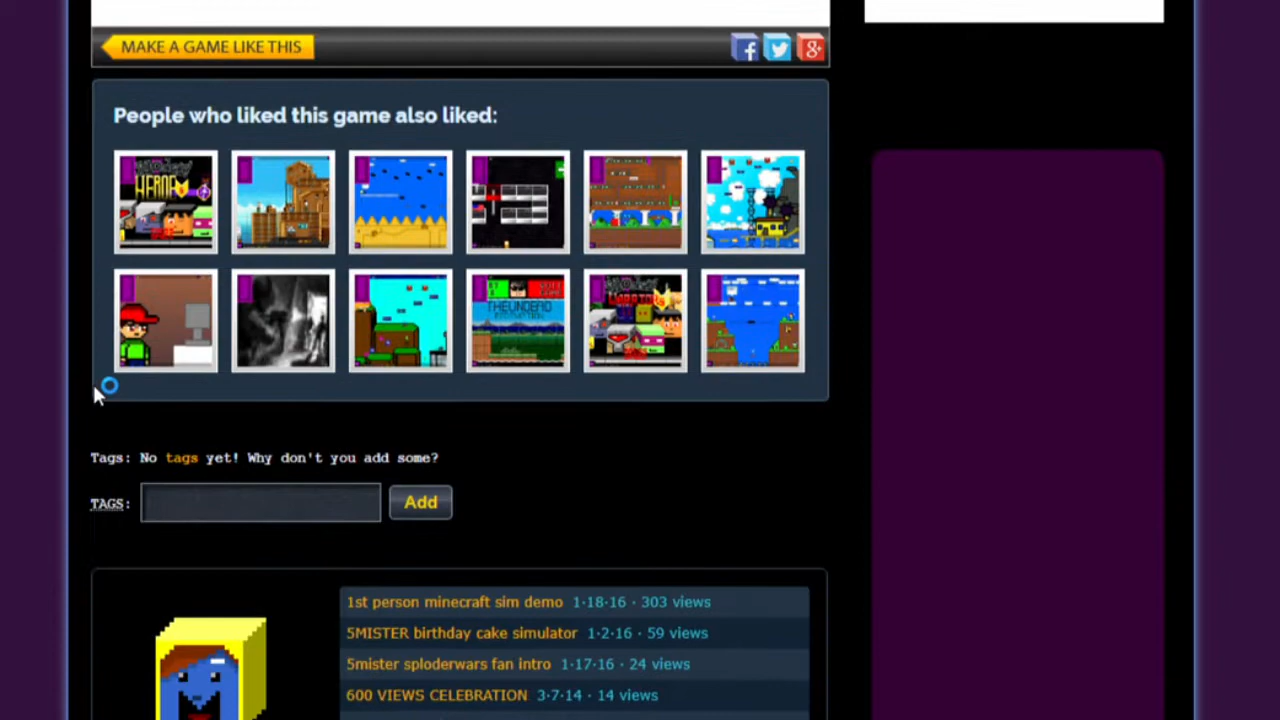 MAKE A GAME LIKE THIS
People who liked this game also liked:
Tags: No tags yet! Why don't you add some?
TAGS:
Add
1st person minecraft sim demo 1·18·16 · 303 views
5MISTER birthday cake simulator 1·2·16 · 59 views
5mister sploderwars fan intro 1·17·16 · 24 views
600 VIEWS CELEBRATION 3·7·14 · 14 views